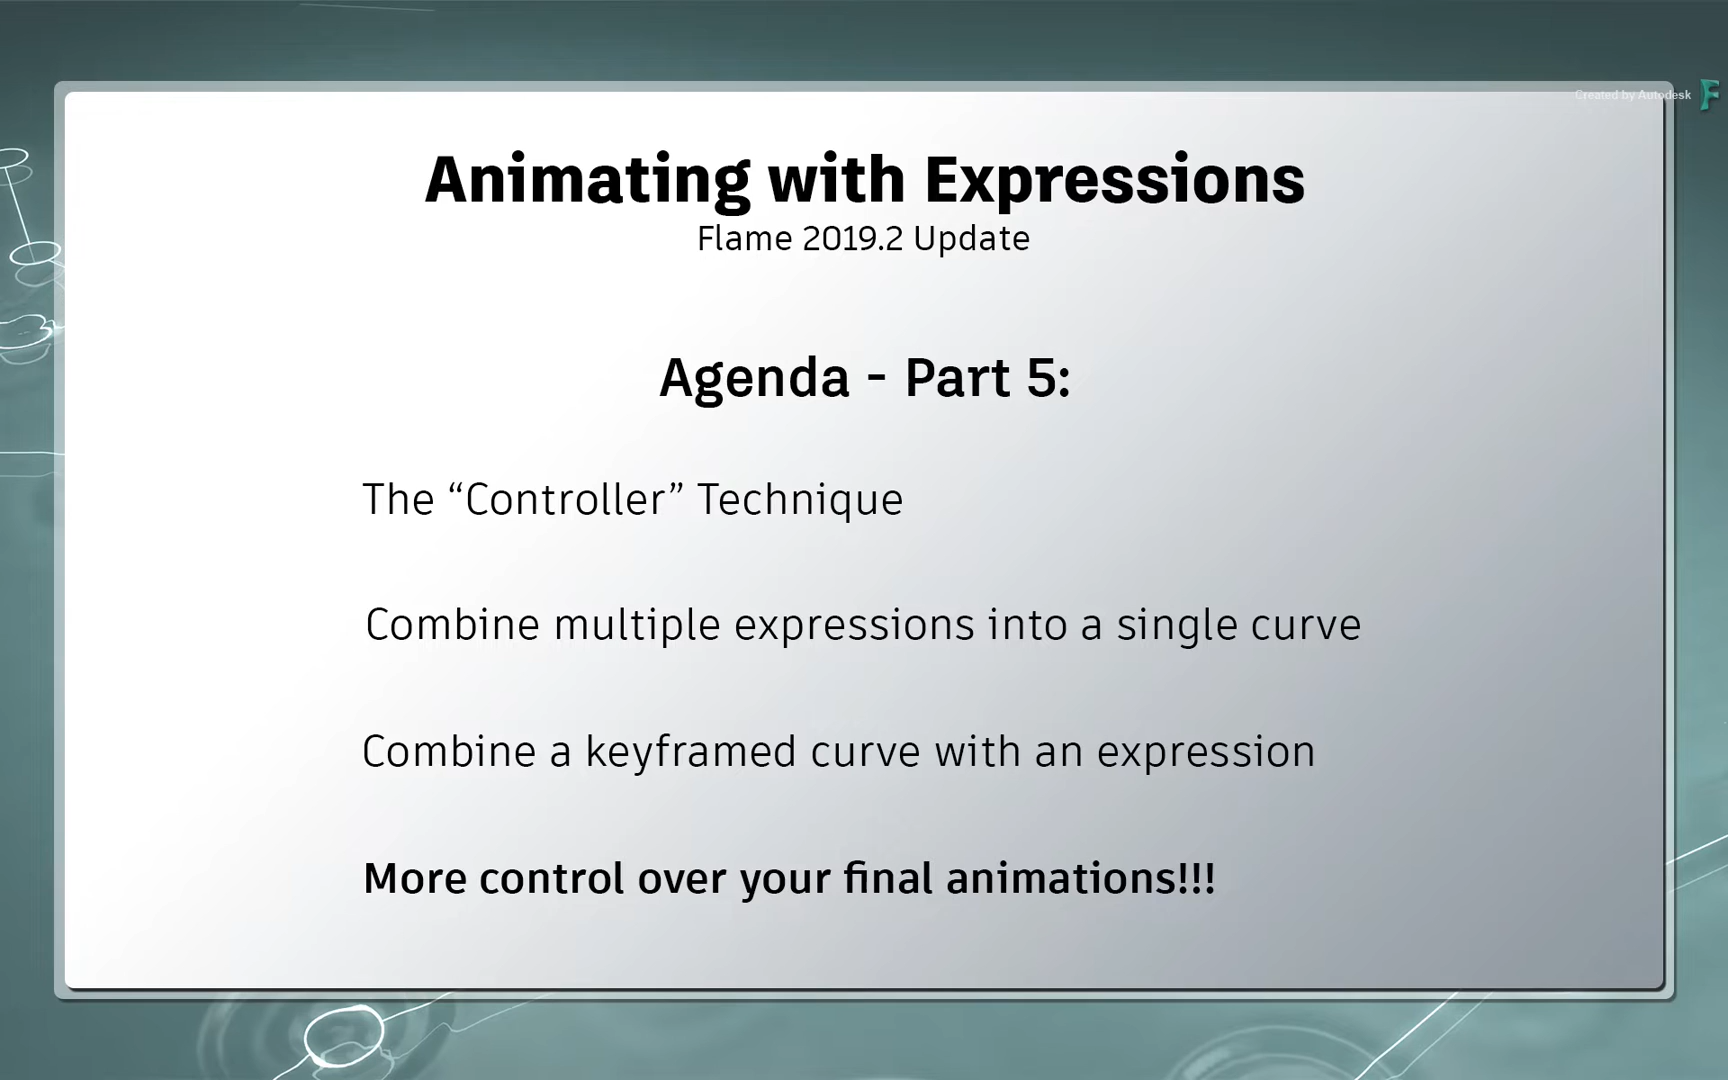 Created by Autodesk
Animating with Expressions
Flame 2019.2 Update
Agenda - Part 5:
The “Controller” Technique
Combine multiple expressions into a single curve
Combine a keyframed curve with an expression
More control over your final animations!!!